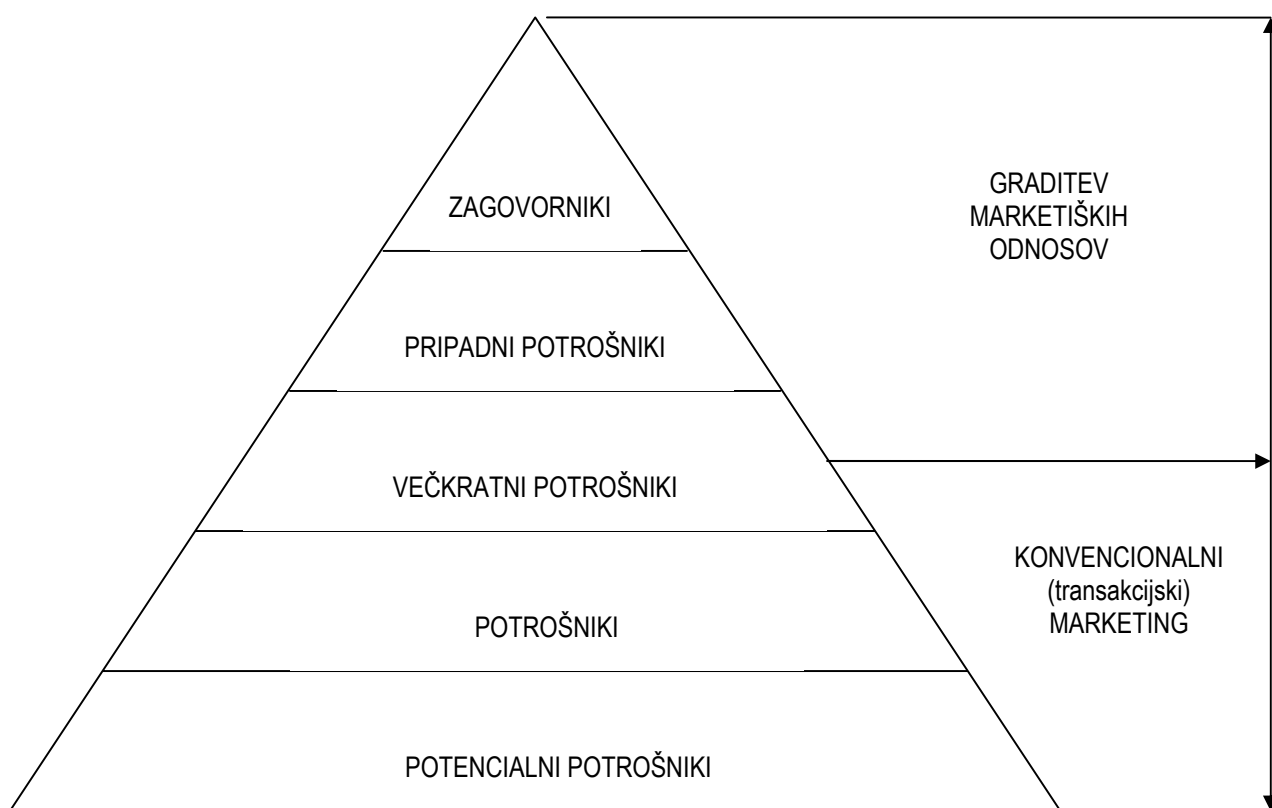 ZAGOVORNIKI
GRADITEV
MARKETIŠKIH
ODNOSOV
PRIPADNI POTROŠNIKI
VEČKRATNI POTROŠNIKI
KONVENCIONALNI
(transakcijski)
MARKETING
POTROŠNIKI
POTENCIALNI POTROŠNIKI